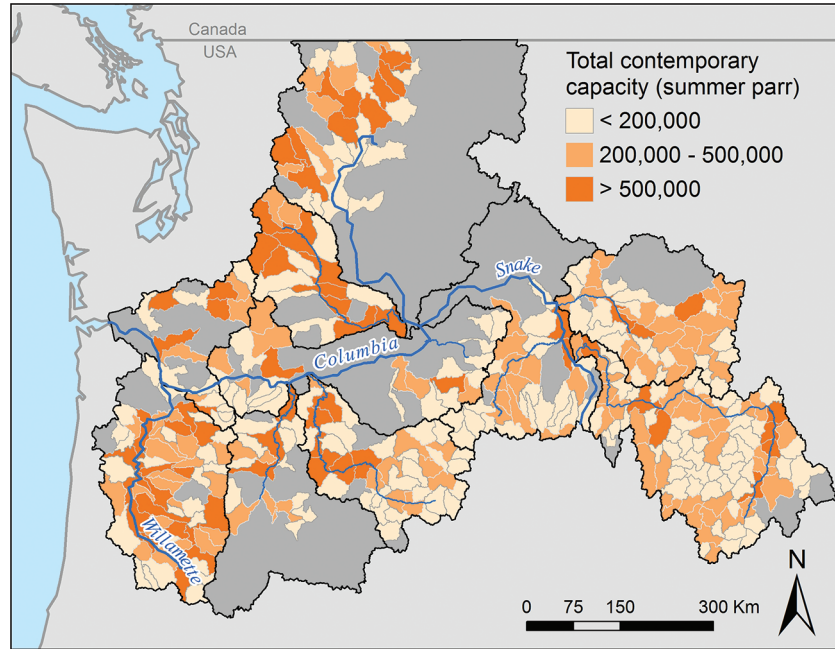 Canada
USA
Total contemporary
capacity (summer parr)
< 200,000
200,000 - 500,000
> 500,000
Snake
Columbia
Willamette
N
0 75 150 300 Km